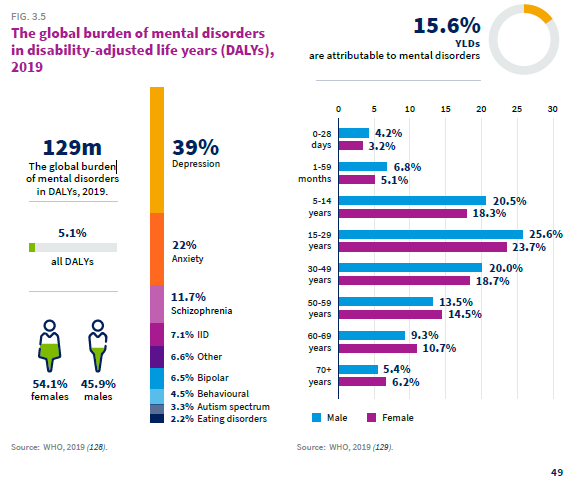 FIG. 3.5
The global burden of mental disorders
in disability-adjusted life years (DALYs),
2019
129m
The global burden
of mental disorders
in DALYs, 2019.
5.1%
all DALYs
54.1%
females
45.9%
males
39%
Depression
22%
Anxiety
11.7%
Schizophrenia
7.1% IID
6.6% Other
6.5% Bipolar
4.5% Behavioural
3.3% Autism spectrum
2.2% Eating disorders
Source: WHO, 2019 (128).
15.6%
YLDs
are attributable to mental disorders
0 5 10 15 20 25 30
0-28
days
4.2%
3.2%
1-59
months
6.8%
5.1%
5-14
years
20.5%
18.3%
15-29
years
25.6%
23.7%
30-49
years
20.0%
18.7%
50-59
years
13.5%
14.5%
60-69
years
9.3%
10.7%
70+
years
5.4%
6.2%
Male Female
Source: WHO, 2019 (129).
49